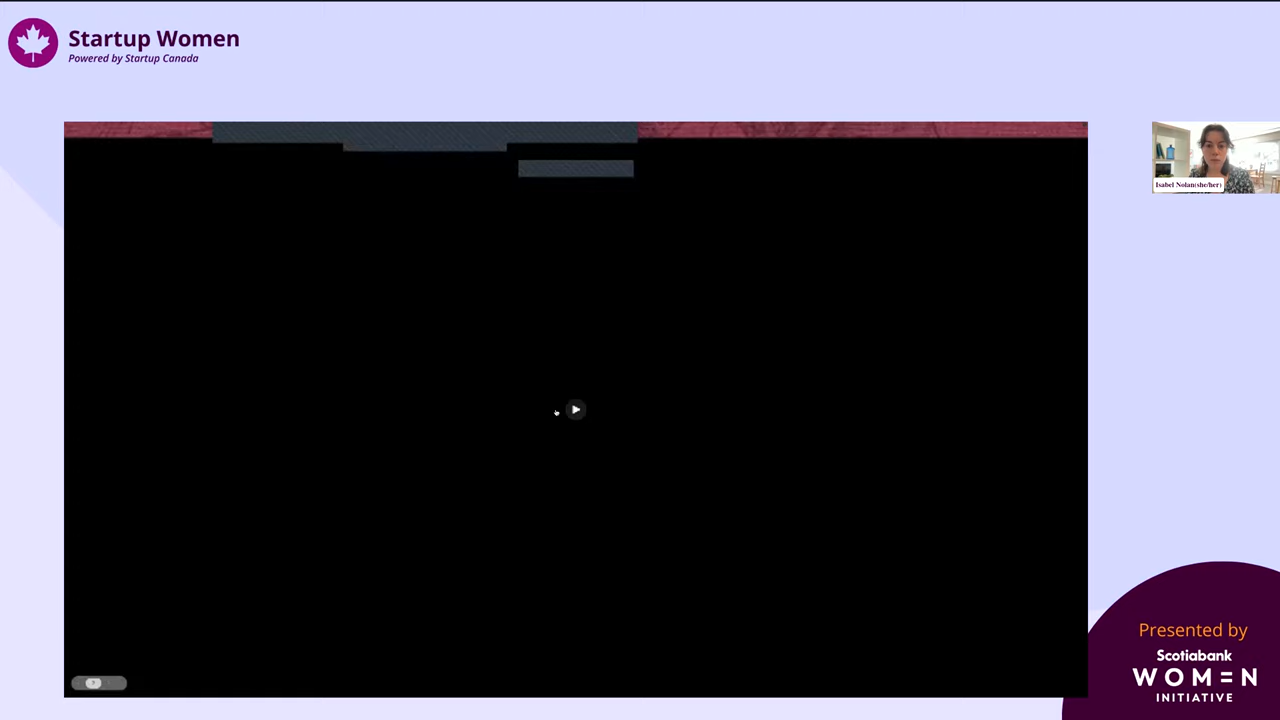 Startup Women
Powered by Startup Canada
Isabel Nolan(she/her)
Presented by
Scotiabank
WOMEN
INITIATIVE